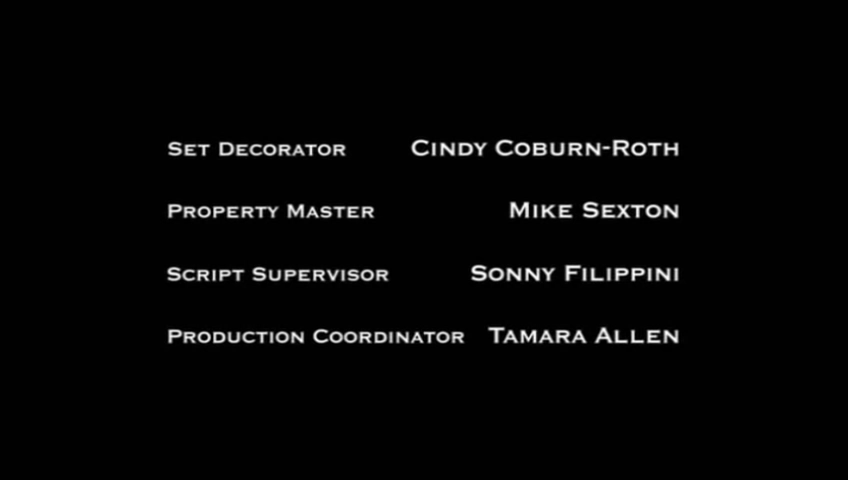 Set Decorator Cindy Coburn-Roth
Property Master Mike Sexton
Script Supervisor Sonny Filippini
Production Coordinator Tamara Allen